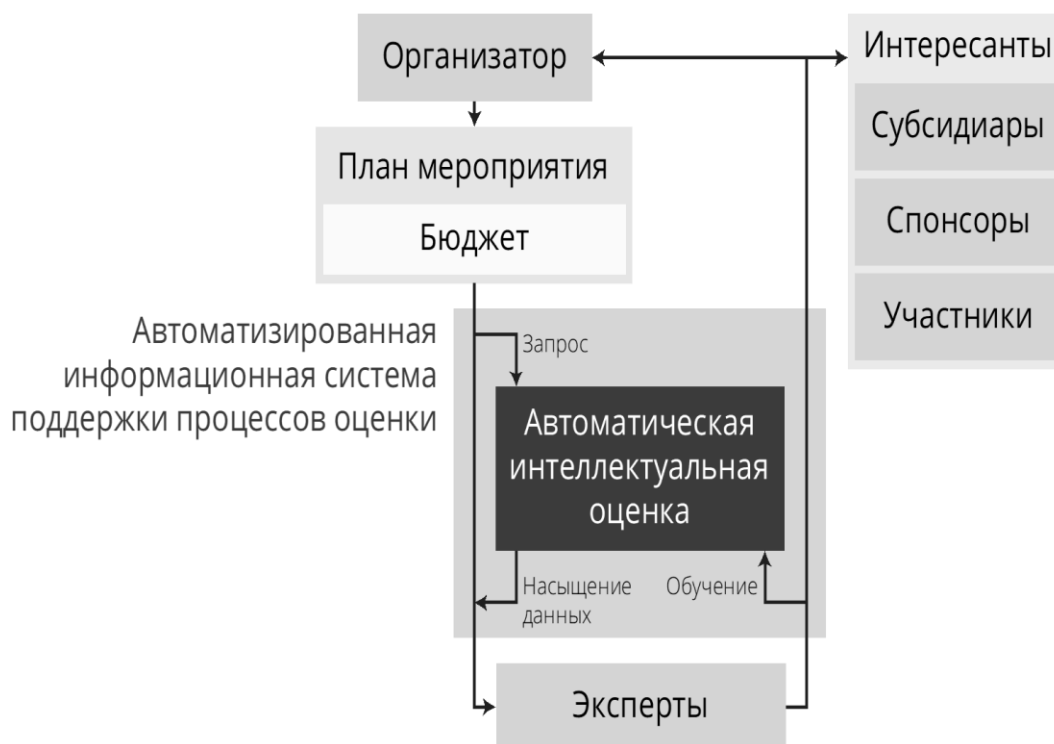 Организатор
Интересанты
Субсидиары
План мероприятия
Спонсоры
Бюджет
Участники
Автоматизированная
информационная система
поддержки процессов оценки
Запрос
Автоматическая
интеллектуальная
оценка
Насыщение
данных
Обучение
Эксперты